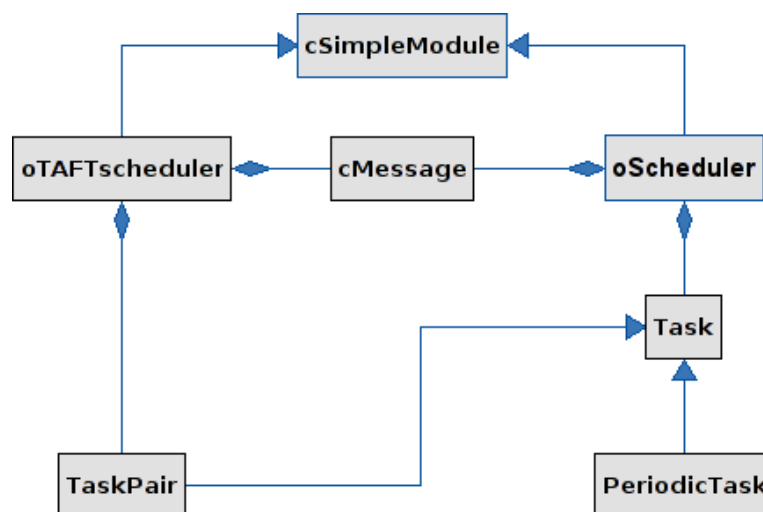 cSimpleModule
oTAFTscheduler
cMessage
oScheduler
Task
TaskPair
PeriodicTask